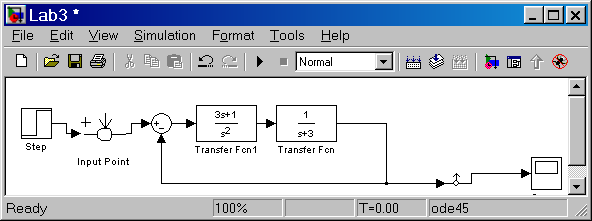 Lab3 *
File Edit View Simulation Format Tools Help
Normal
+
+
-
3s+1
s²
1
s+3
Step
Input Point
Transfer Fcn1
Transfer Fcn
Ready 100% T=0.00 ode45